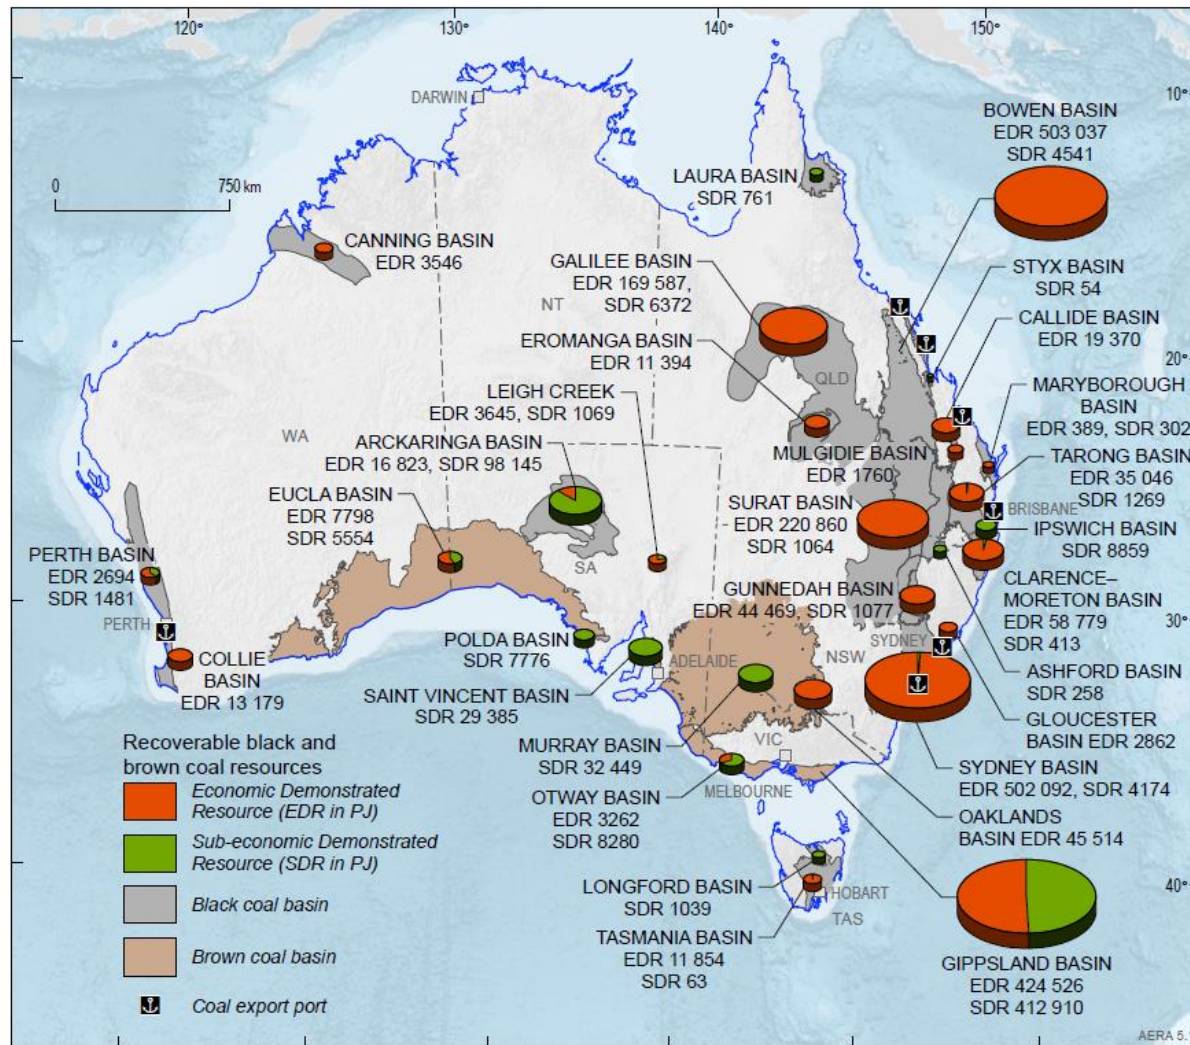 120°
130°
140°
150°
10°
20°
30°
40°
DARWIN
0 750 km
BOWEN BASIN
EDR 503 037
SDR 4541
LAURA BASIN
SDR 761
CANNING BASIN
EDR 3546
GALILEE BASIN
EDR 169 587,
SDR 6372
NT
STYX BASIN
SDR 54
CALLIDE BASIN
EDR 19 370
EROMANGA BASIN
EDR 11 394
QLD
MARYBOROUGH
BASIN
EDR 389, SDR 302
LEIGH CREEK
EDR 3645, SDR 1069
WA
ARCKARINGA BASIN
EDR 16 823, SDR 98 145
MULGIDIE BASIN
EDR 1760
TARONG BASIN
EDR 35 046
SDR 1269
EUCLA BASIN
EDR 7798
SDR 5554
SURAT BASIN
EDR 220 860
SDR 1064
BRISBANE
IPSWICH BASIN
SDR 8859
PERTH BASIN
EDR 2694
SDR 1481
SA
GUNNEDAH BASIN
EDR 44 469, SDR 1077
CLARENCE–
MORETON BASIN
EDR 58 779
SDR 413
PERTH
POLDA BASIN
SDR 7776
ADELAIDE
NSW
SYDNEY
COLLIE
BASIN
EDR 13 179
SAINT VINCENT BASIN
SDR 29 385
ASHFORD BASIN
SDR 258
GLOUCESTER
BASIN EDR 2862
MURRAY BASIN
SDR 32 449
VIC
MELBOURNE
SYDNEY BASIN
EDR 502 092, SDR 4174
OTWAY BASIN
EDR 3262
SDR 8280
OAKLANDS
BASIN EDR 45 514
LONGFORD BASIN
SDR 1039
HOBART
TAS
TASMANIA BASIN
EDR 11 854
SDR 63
GIPPSLAND BASIN
EDR 424 526
SDR 412 910
Recoverable black and
brown coal resources
Economic Demonstrated
Resource (EDR in PJ)
Sub-economic Demonstrated
Resource (SDR in PJ)
Black coal basin
Brown coal basin
Coal export port